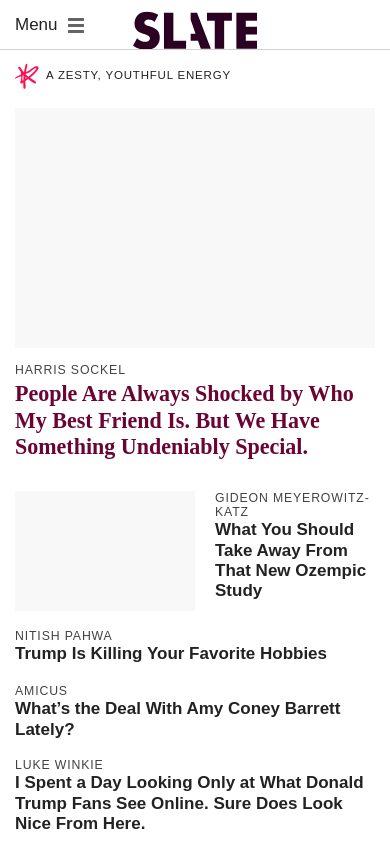 Menu
SLATE
A ZESTY, YOUTHFUL ENERGY
HARRIS SOCKEL
People Are Always Shocked by Who
My Best Friend Is. But We Have
Something Undeniably Special.
GIDEON MEYEROWITZ-
KATZ
What You Should
Take Away From
That New Ozempic
Study
NITISH PAHWA
Trump Is Killing Your Favorite Hobbies
AMICUS
What’s the Deal With Amy Coney Barrett
Lately?
LUKE WINKIE
I Spent a Day Looking Only at What Donald
Trump Fans See Online. Sure Does Look
Nice From Here.